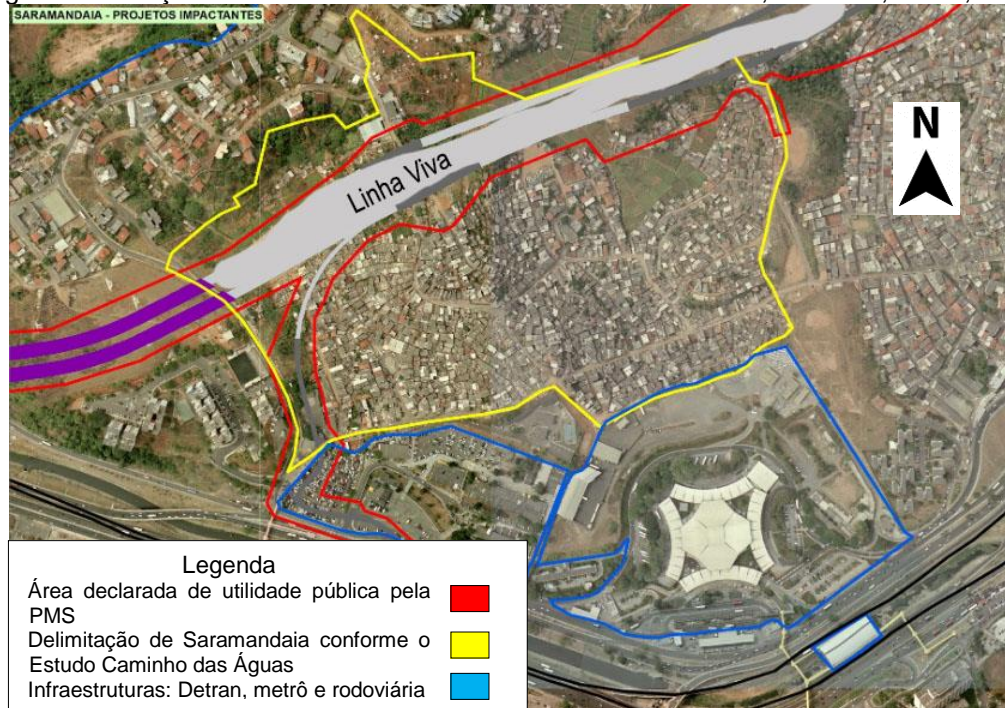 SARAMANDAIA - PROJETOS IMPACTANTES
N
Linha Viva
Legenda
Área declarada de utilidade pública pela
PMS
Delimitação de Saramandaia conforme o
Estudo Caminho das Águas
Infraestruturas: Detran, metrô e rodoviária